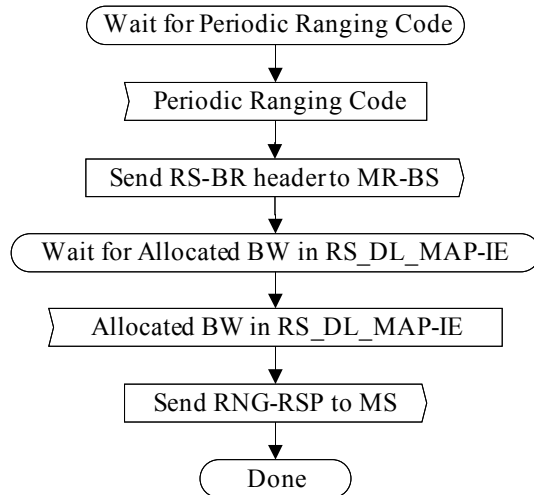 Wait for Periodic Ranging Code
Periodic Ranging Code
Send RS-BR header to MR-BS
Wait for Allocated BW in RS_DL_MAP-IE
Allocated BW in RS_DL_MAP-IE
Send RNG-RSP to MS
Done